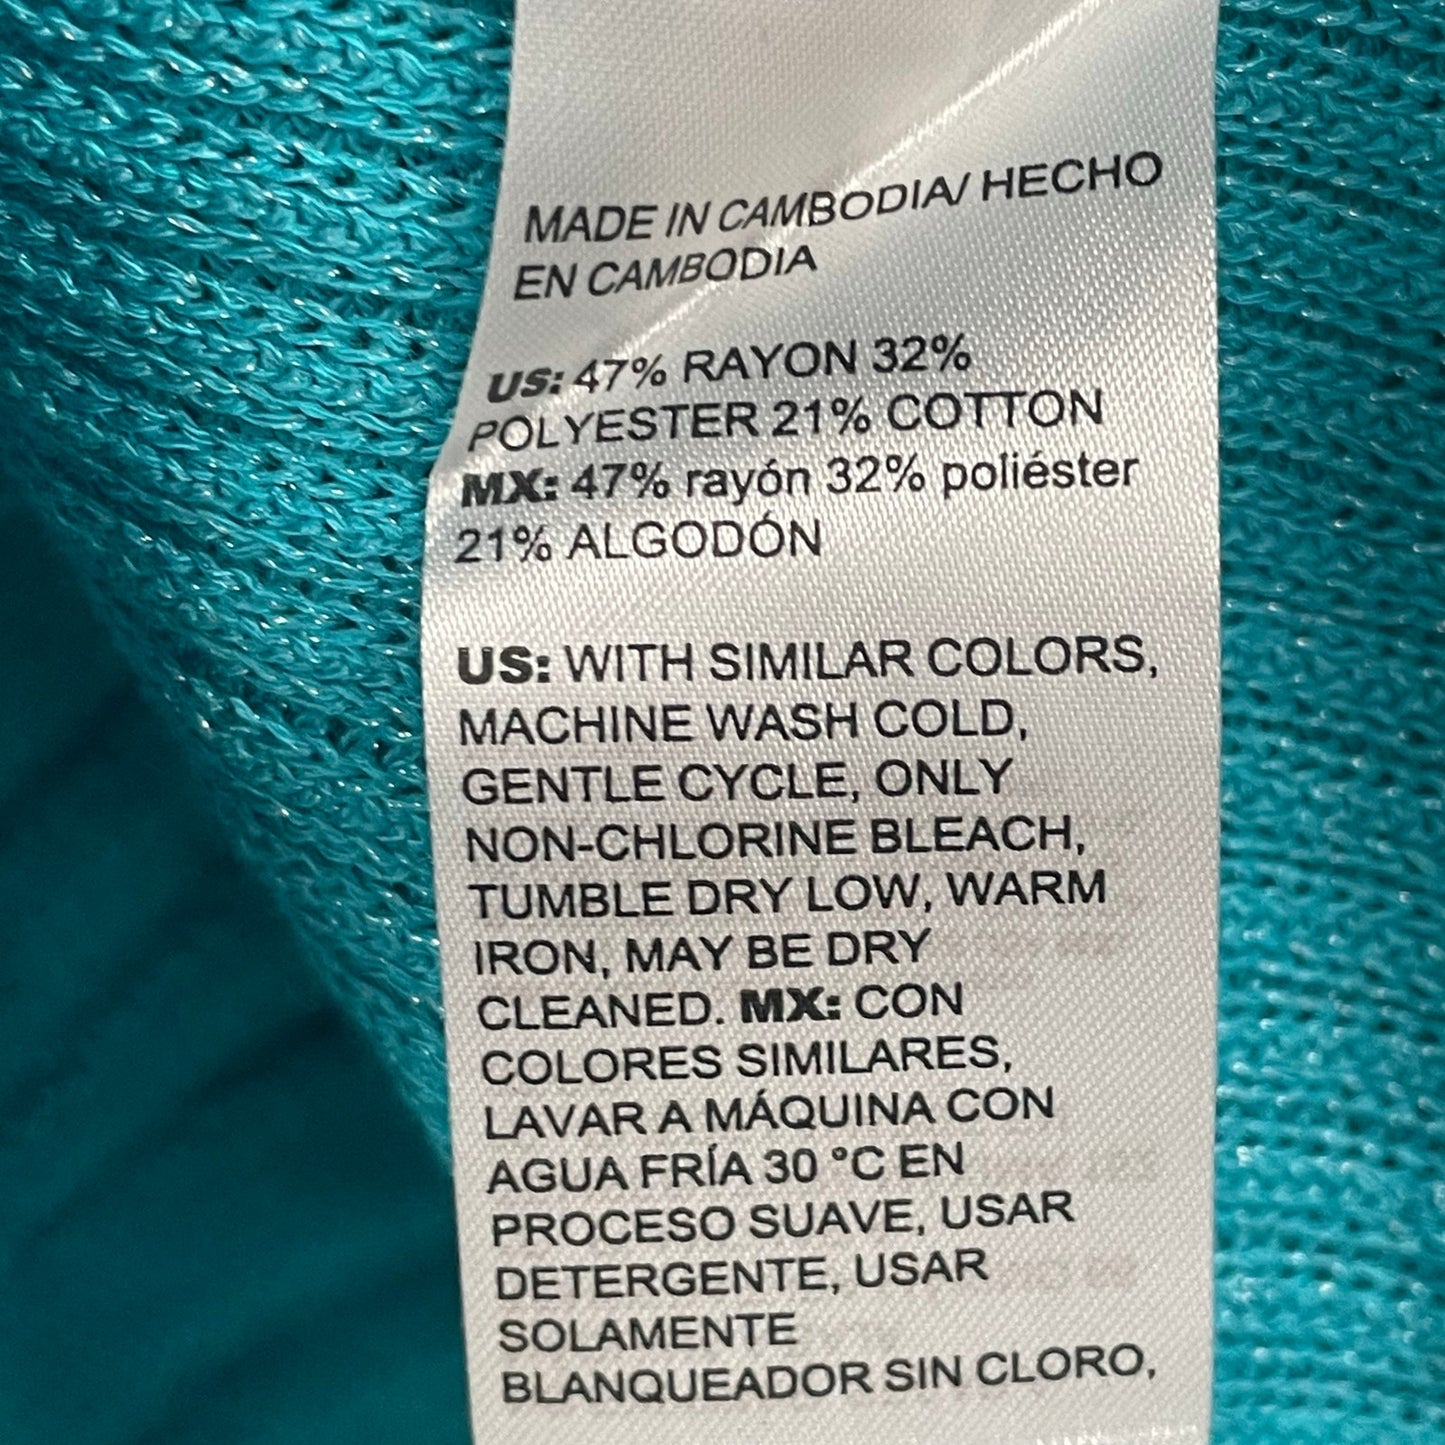 MADE IN CAMBODIA/ HECHO
EN CAMBODIA
US: 47% RAYON 32%
POLYESTER 21% COTTON
MX: 47% rayón 32% poliéster
21% ALGODÓN
US: WITH SIMILAR COLORS,
MACHINE WASH COLD,
GENTLE CYCLE, ONLY
NON-CHLORINE BLEACH,
TUMBLE DRY LOW, WARM
IRON, MAY BE DRY
CLEANED. MX: CON
COLORES SIMILARES,
LAVAR A MÁQUINA CON
AGUA FRÍA 30 °C EN
PROCESO SUAVE, USAR
DETERGENTE, USAR
SOLAMENTE
BLANQUEADOR SIN CLORO,